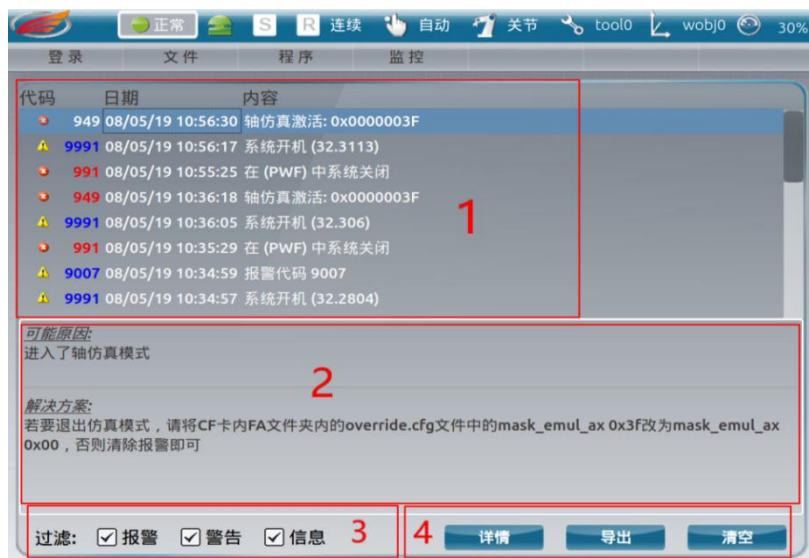 正常 S R 连续 自动 关节 tool0 wobj0 30%
登录 文件 程序 监控
代码 日期 内容
949 08/05/19 10:56:30 轴仿真激活: 0x0000003F
9991 08/05/19 10:56:17 系统开机 (32.3113)
991 08/05/19 10:55:25 在 (PWF) 中系统关闭
949 08/05/19 10:36:18 轴仿真激活: 0x0000003F
9991 08/05/19 10:36:05 系统开机 (32.306)
991 08/05/19 10:35:29 在 (PWF) 中系统关闭
9007 08/05/19 10:34:59 报警代码 9007
9991 08/05/19 10:34:57 系统开机 (32.2804)
1
可能原因:
进入了轴仿真模式
2
解决方案:
若要退出仿真模式，请将CF卡内FA文件夹内的override.cfg文件中的mask_emul_ax 0x3f改为mask_emul_ax
0x00，否则清除报警即可
过滤: 报警 警告 信息 3 4 详情 导出 清空